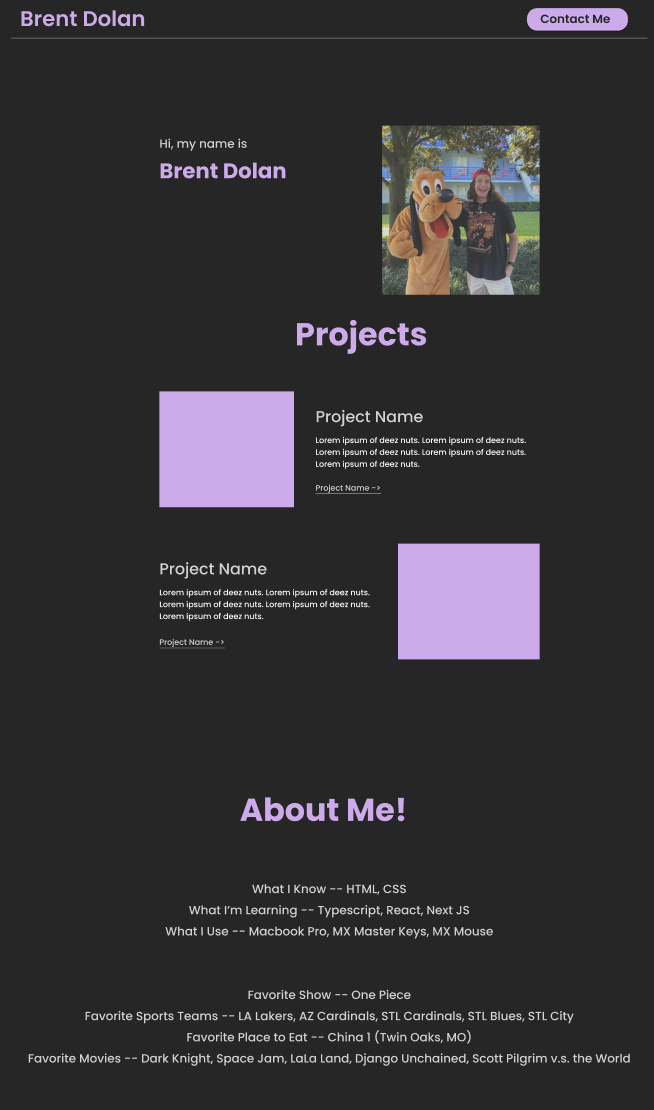 Brent Dolan
Contact Me
Hi, my name is
Brent Dolan
Projects
Project Name
Lorem ipsum of deez nuts. Lorem ipsum of deez nuts.
Lorem ipsum of deez nuts. Lorem ipsum of deez nuts.
Lorem ipsum of deez nuts.
Project Name ->
Project Name
Lorem ipsum of deez nuts. Lorem ipsum of deez nuts.
Lorem ipsum of deez nuts. Lorem ipsum of deez nuts.
Lorem ipsum of deez nuts.
Project Name ->
About Me!
What I Know -- HTML, CSS
What I’m Learning -- Typescript, React, Next JS
What I Use -- Macbook Pro, MX Master Keys, MX Mouse
Favorite Show -- One Piece
Favorite Sports Teams -- LA Lakers, AZ Cardinals, STL Cardinals, STL Blues, STL City
Favorite Place to Eat -- China 1 (Twin Oaks, MO)
Favorite Movies -- Dark Knight, Space Jam, LaLa Land, Django Unchained, Scott Pilgrim v.s. the World